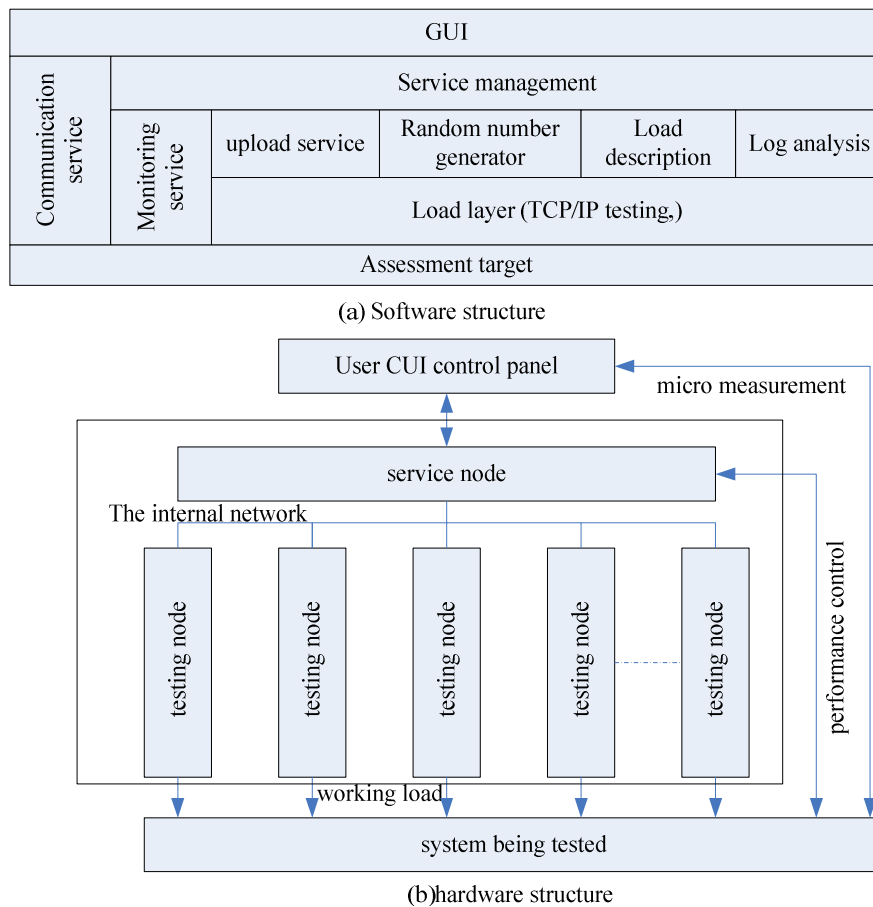 GUI
Communication
service
Service management
Monitoring
service
upload service
Random number
generator
Load
description
Log analysis
Load layer (TCP/IP testing,)
Assessment target
(a) Software structure
User CUI control panel
micro measurement
service node
The internal network
testing node
testing node
testing node
testing node
testing node
performance control
working load
system being tested
(b)hardware structure